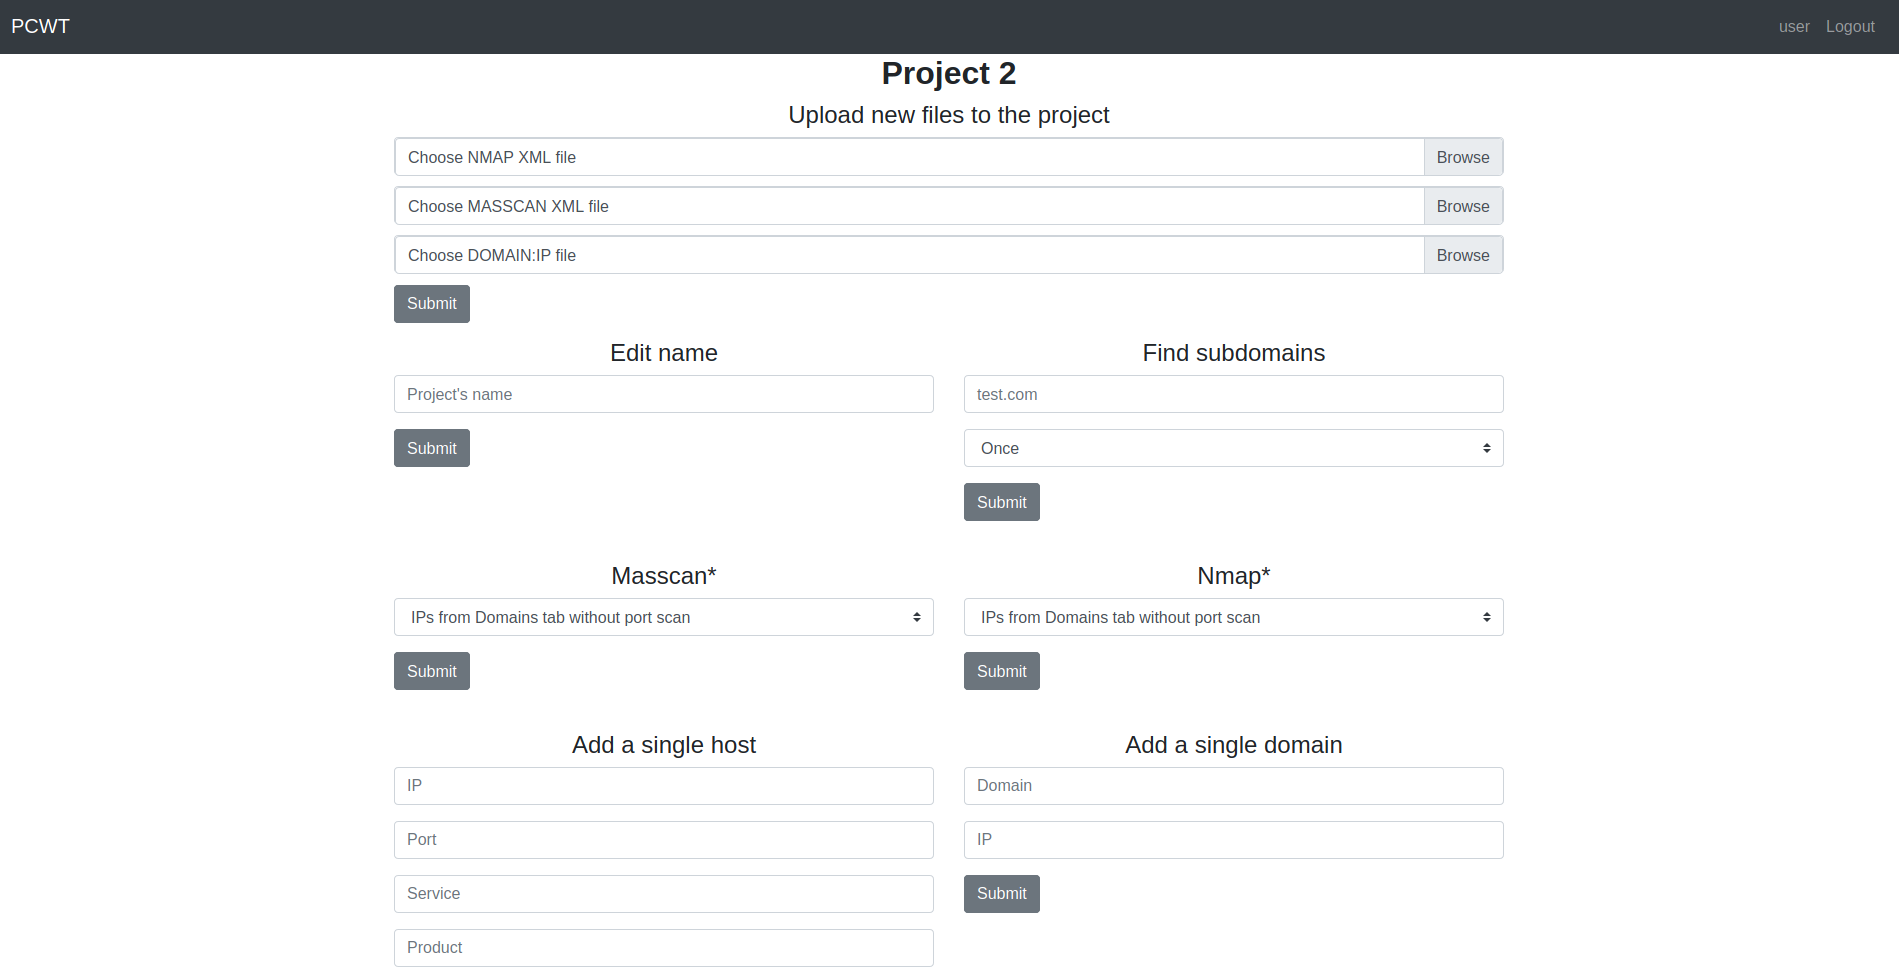 PCWT
user Logout
Project 2
Upload new files to the project
Choose NMAP XML file Browse
Choose MASSCAN XML file Browse
Choose DOMAIN:IP file Browse
Submit
Edit name
Project's name
Submit
Find subdomains
test.com
Once
Submit
Masscan*
IPs from Domains tab without port scan
Submit
Nmap*
IPs from Domains tab without port scan
Submit
Add a single host
IP
Port
Service
Product
Add a single domain
Domain
IP
Submit